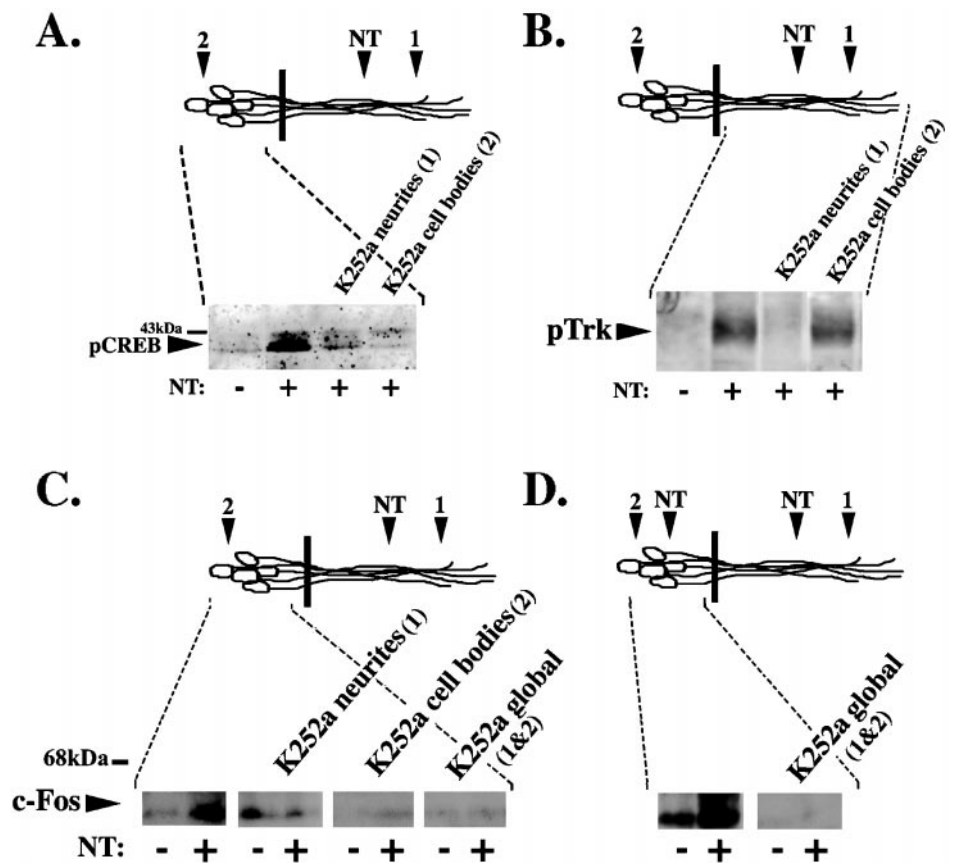 A.
2 NT 1
K252a neurites (1)
K252a cell bodies (2)
43kDa
pCREB
NT: - + + +
B.
2 NT 1
K252a neurites (1)
K252a cell bodies (2)
pTrk
NT: - + + +
C.
2 NT 1
K252a neurites (1)
K252a cell bodies (2)
K252a global
(1&2)
68kDa
c-Fos
NT: - + - + - + - +
D.
2 NT NT 1
K252a global
(1&2)
- + - +